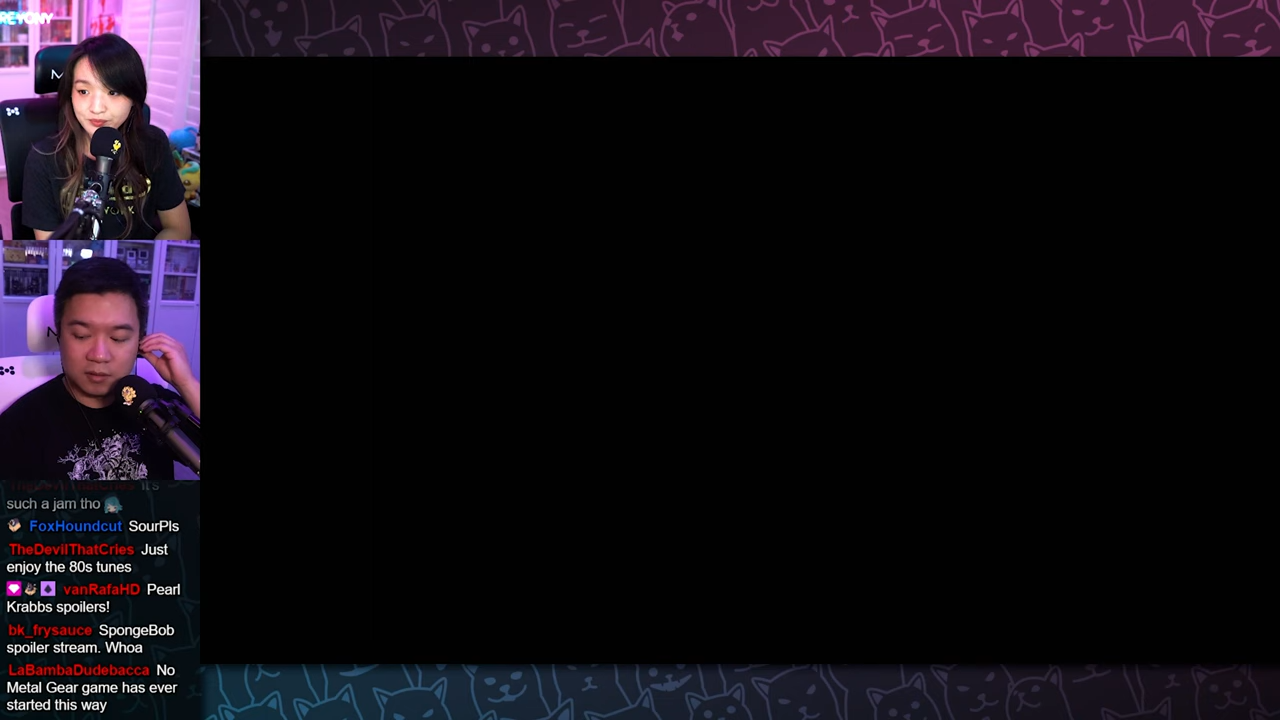 such a jam tho
FoxHoundcut SourPls
TheDevilThatCries Just
enjoy the 80s tunes
vanRafaHD Pearl
Krabbs spoilers!
bk_frysauce SpongeBob
spoiler stream. Whoa
LaBambaDudebacca No
Metal Gear game has ever
started this way